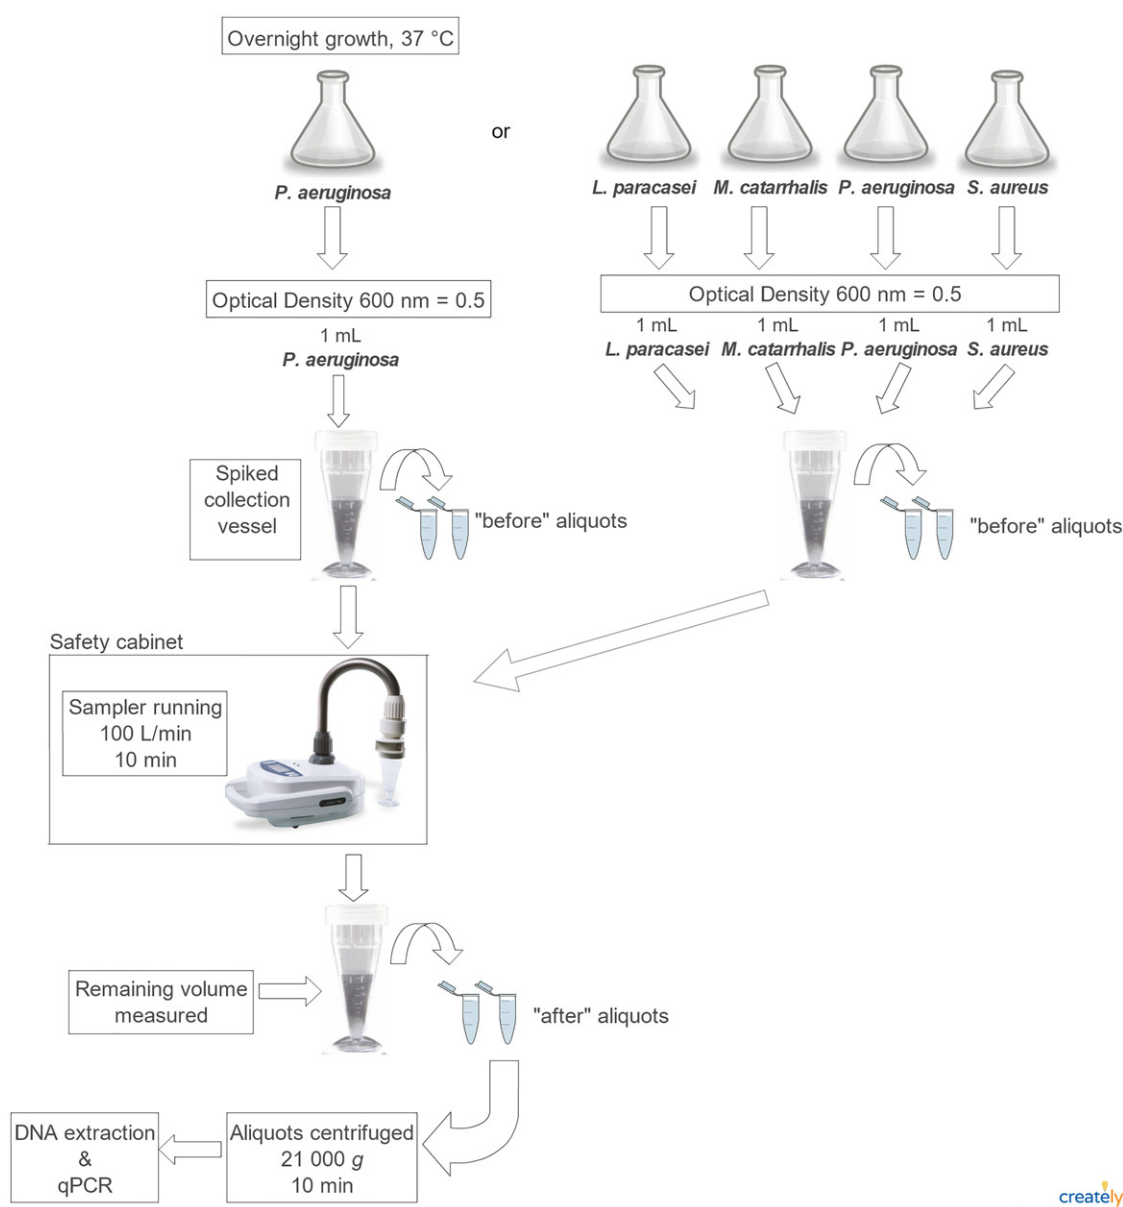 Overnight growth, 37 °C
or
P. aeruginosa
L. paracasei M. catarrhalis P. aeruginosa S. aureus
Optical Density 600 nm = 0.5
Optical Density 600 nm = 0.5
1 mL
P. aeruginosa
1 mL 1 mL 1 mL 1 mL
L. paracasei M. catarrhalis P. aeruginosa S. aureus
Spiked
collection
vessel
"before" aliquots
"before" aliquots
Safety cabinet
Sampler running
100 L/min
10 min
Remaining volume
measured
"after" aliquots
Aliquots centrifuged
21 000 g
10 min
DNA extraction
&
qPCR
creately